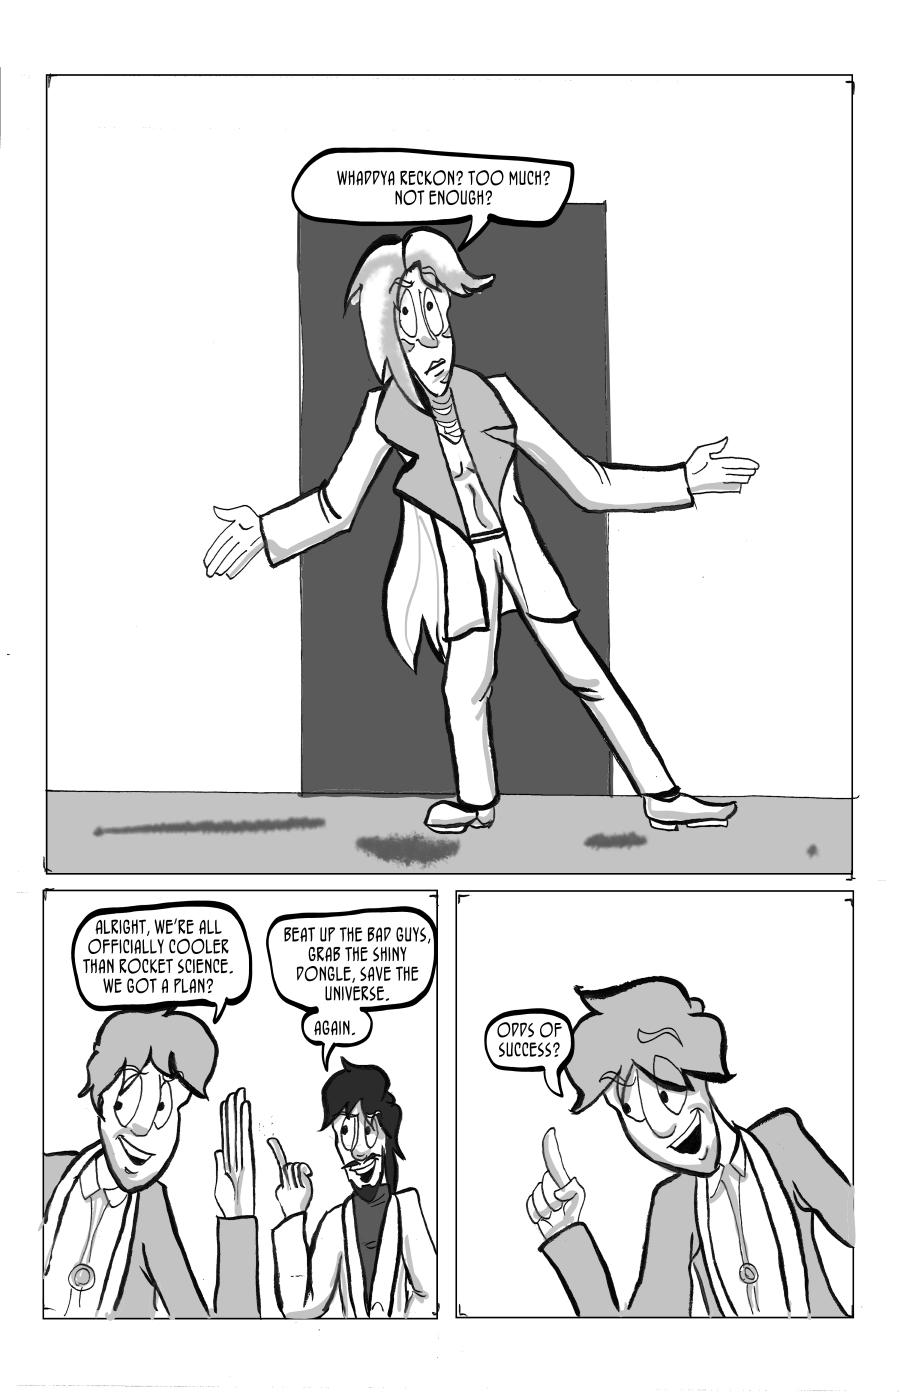 WHADDYA RECKON? TOO MUCH?
NOT ENOUGH?
ALRIGHT, WE'RE ALL
OFFICIALLY COOLER
THAN ROCKET SCIENCE.
WE GOT A PLAN?
BEAT UP THE BAD GUYS,
GRAB THE SHINY
DONGLE, SAVE THE
UNIVERSE.
AGAIN.
ODDS OF
SUCCESS?